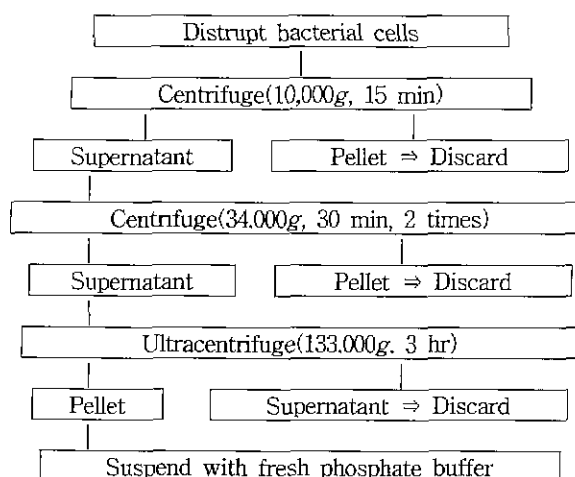 Distrupt bacterial cells
Centrifuge(10,000g, 15 min)
Supernatant Pellet ⇒ Discard
Centrifuge(34,000g, 30 min, 2 times)
Supernatant Pellet ⇒ Discard
Ultracentrifuge(133,000g. 3 hr)
Pellet Supernatant ⇒ Discard
Suspend with fresh phosphate buffer